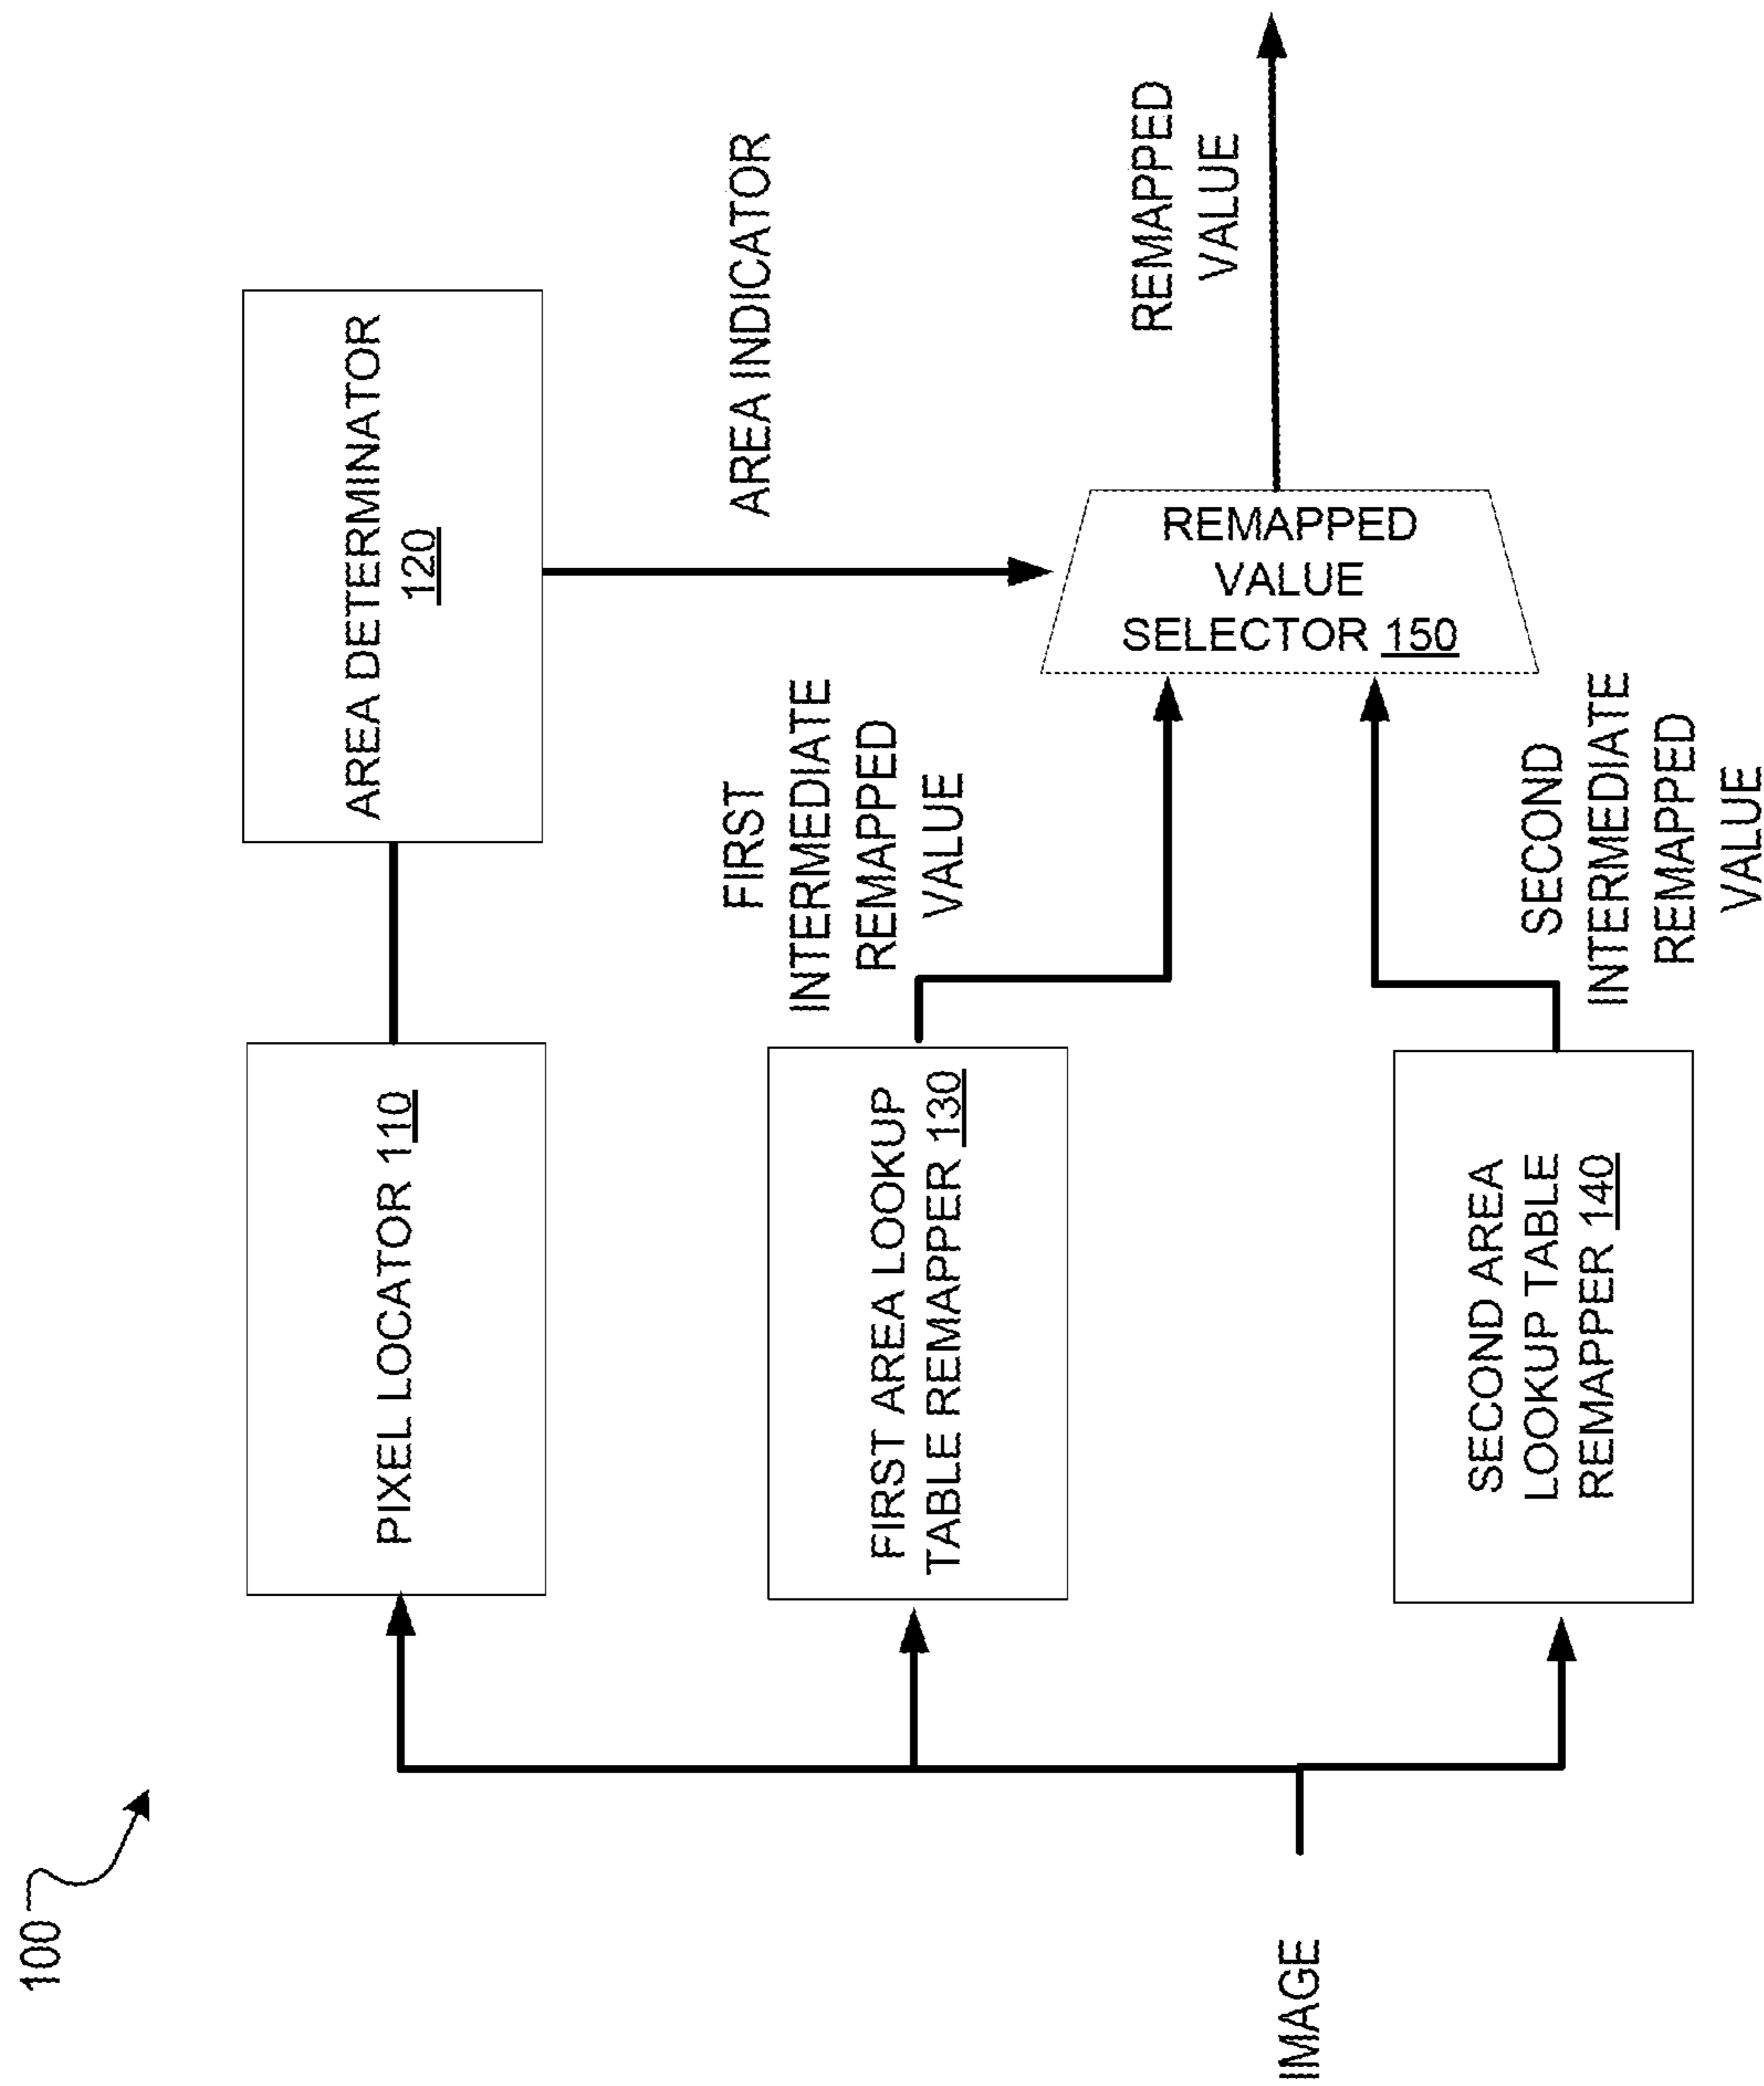 100
PIXEL LOCATOR 110
AREA DETERMINATOR
120
AREA INDICATOR
FIRST AREA LOOKUP
TABLE REMAPPER 130
FIRST
INTERMEDIATE
REMAPPED
VALUE
REMAPPED
VALUE
SELECTOR 150
REMAPPED
VALUE
IMAGE
SECOND AREA
LOOKUP TABLE
REMAPPER 140
SECOND
INTERMEDIATE
REMAPPED
VALUE